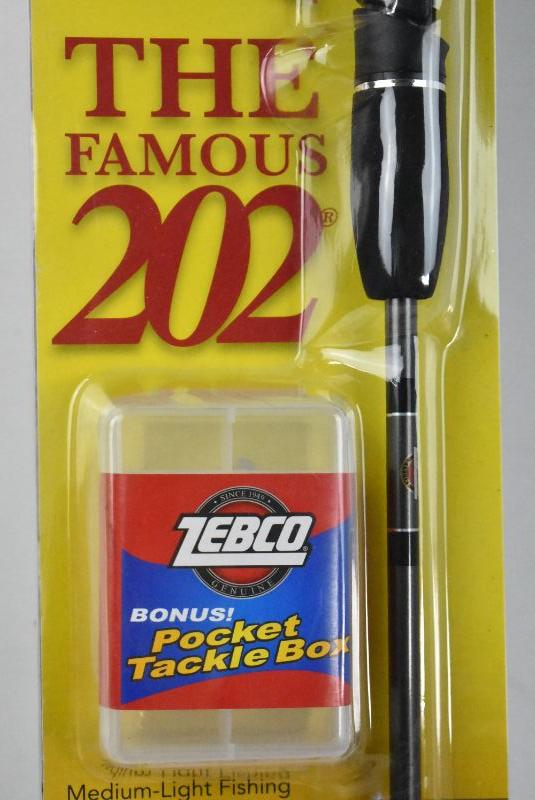 THE
FAMOUS
202®
SINCE 1949
ZEBCO®
GENUINE
BONUS!
Pocket
Tackle Box
Medium-Light Fishing